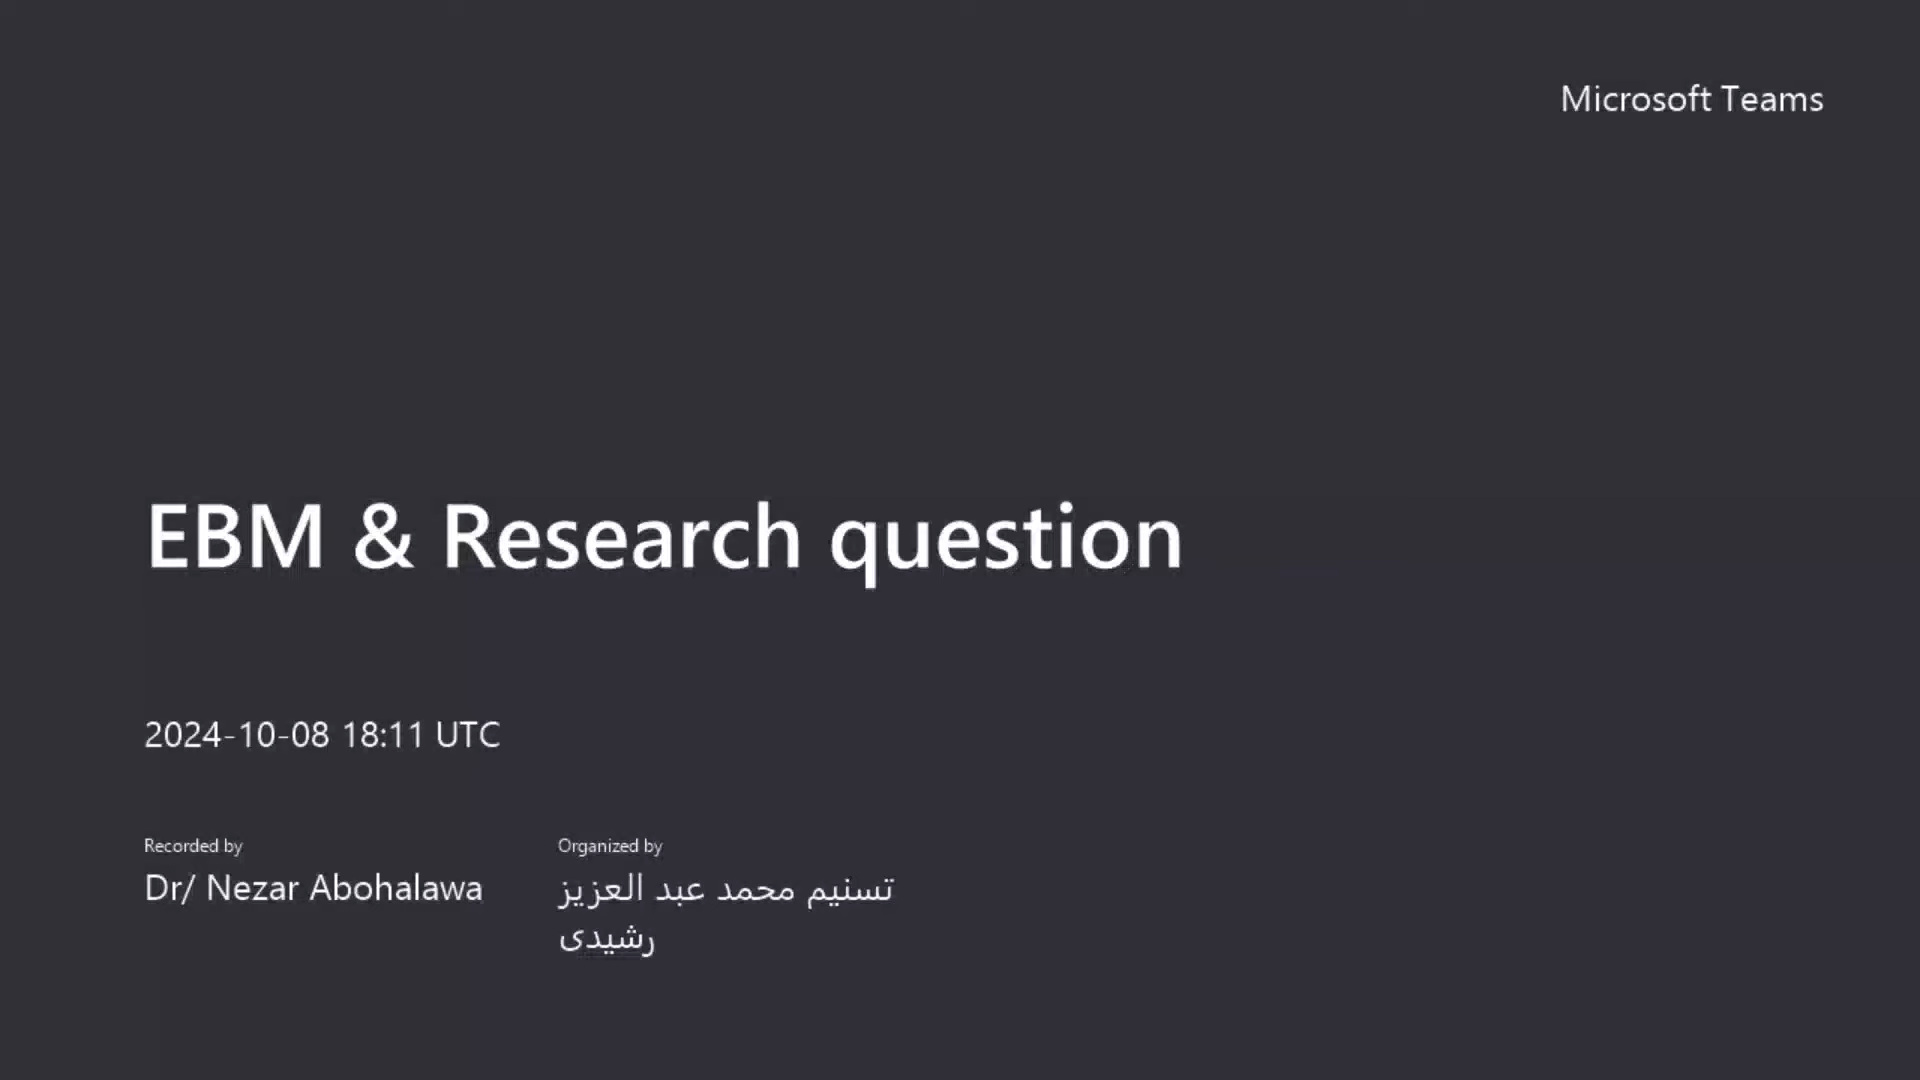 Microsoft Teams
EBM & Research question
2024-10-08 18:11 UTC
Recorded by
Dr/ Nezar Abohalawa
Organized by
تسنيم محمد عبد العزيز
رشيدى